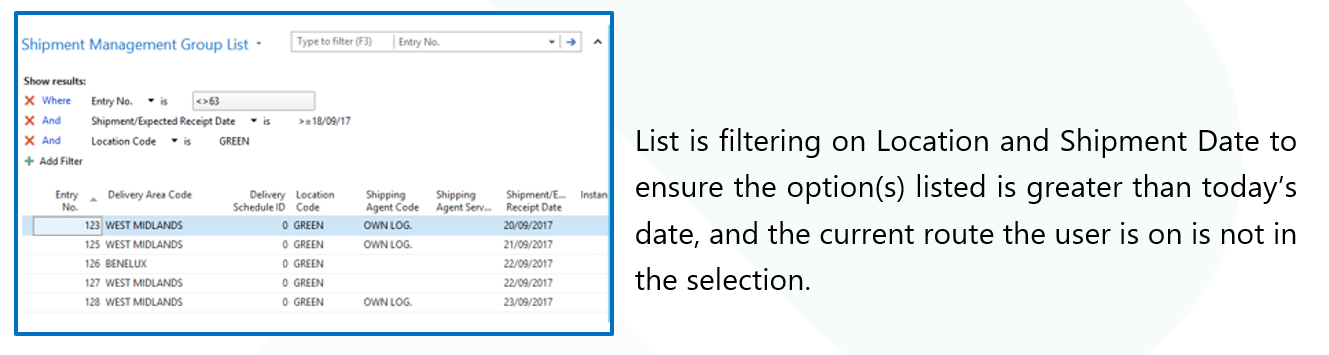 Shipment Management Group List
Type to filter (F3) Entry No.
Show results:
Where Entry No. is <>63
And Shipment/Expected Receipt Date is >=18/09/17
And Location Code is GREEN
Add Filter
Entry No. Delivery Area Code Delivery Schedule ID Location Code Shipping Agent Code Shipping Agent Serv... Shipment/E... Receipt Date Instan
123 WEST MIDLANDS 0 GREEN OWN LOG. 20/09/2017
125 WEST MIDLANDS 0 GREEN OWN LOG. 21/09/2017
126 BENELUX 0 GREEN 22/09/2017
127 WEST MIDLANDS 0 GREEN 22/09/2017
128 WEST MIDLANDS 0 GREEN OWN LOG. 23/09/2017
List is filtering on Location and Shipment Date to
ensure the option(s) listed is greater than today’s
date, and the current route the user is on is not in
the selection.